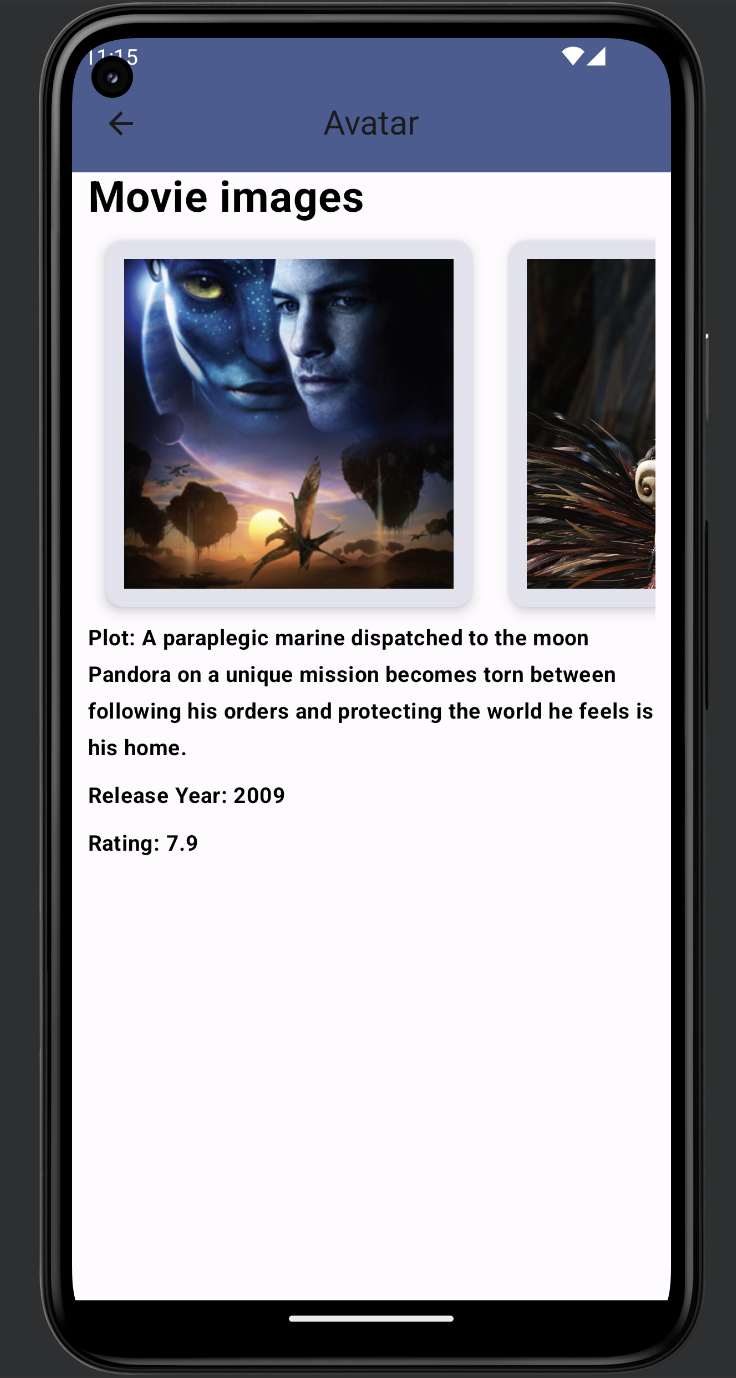 11:15
Avatar
Movie images
Plot: A paraplegic marine dispatched to the moon
Pandora on a unique mission becomes torn between
following his orders and protecting the world he feels is
his home.
Release Year: 2009
Rating: 7.9